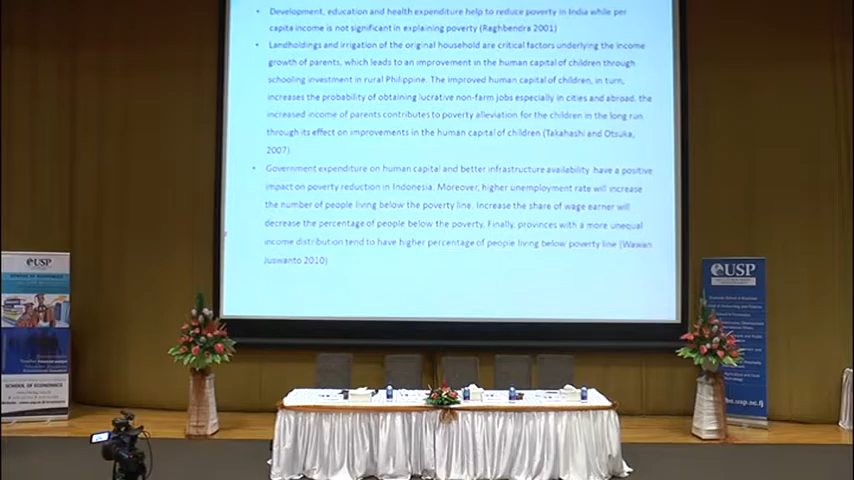 Development, education and health expenditure help to reduce poverty in India while per
capita income is not significant in explaining poverty (Raghbendra 2001)
Landholdings and irrigation of the original household are critical factors underlying the income
growth of parents, which leads to an improvement in the human capital of children through
schooling investment in rural Philippine. The improved human capital of children, in turn,
increases the probability of obtaining lucrative non-farm jobs especially in cities and abroad. the
increased income of parents contributes to poverty alleviation for the children in the long run
through its effect on improvements in the human capital of children (Takahashi and Otsuka,
2007)
Government expenditure on human capital and better infrastructure availability have a positive
impact on poverty reduction in Indonesia. Moreover, higher unemployment rate will increase
the number of people living below the poverty line. Increase the share of wage earner will
decrease the percentage of people below the poverty. Finally, provinces with a more unequal
income distribution tend to have higher percentage of people living below poverty line (Wawan
Juswanto 2010)
USP
SCHOOL OF ECONOMICS
SCHOOL OF ECONOMICS
USP